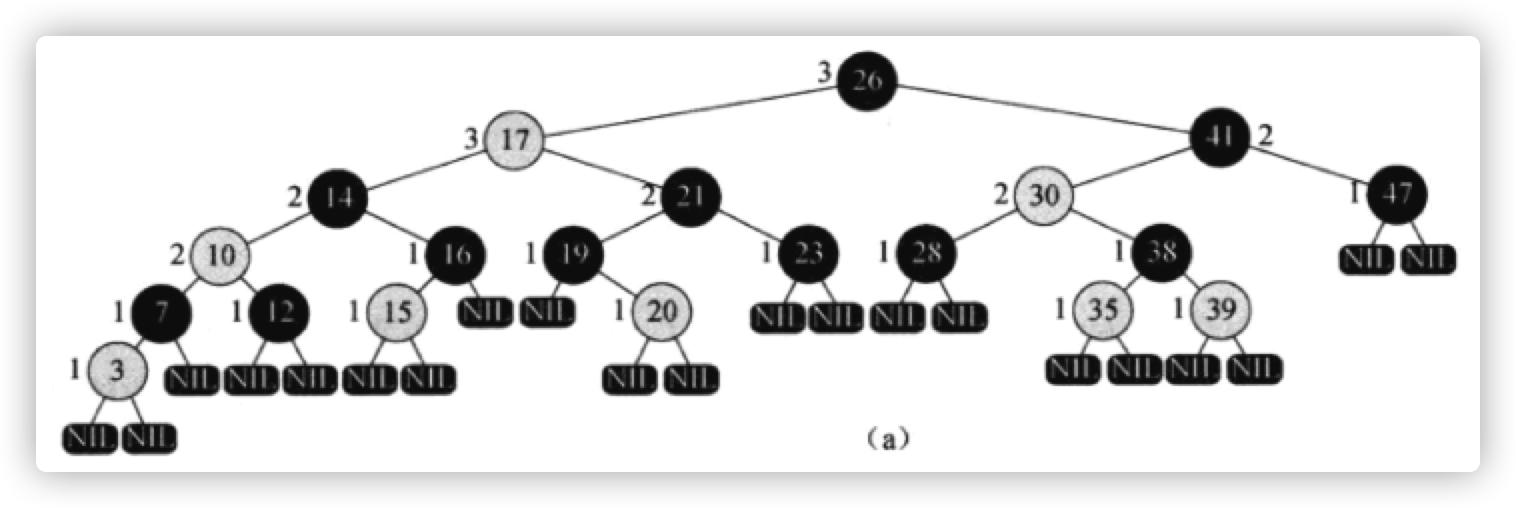 3 26
3 17 41 2
2 14 2 21 2 30 1 47
2 10 1 16 1 19 1 23 1 28 1 38 NIL NIL
1 7 1 12 1 15 NIL NIL 1 20 NIL NIL NIL NIL 1 35 1 39
1 3 NIL NIL NIL NIL NIL NIL NIL NIL NIL NIL NIL
NIL NIL (a)